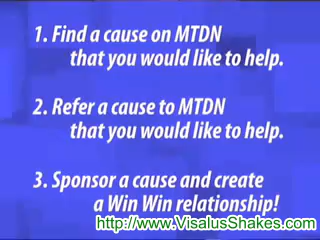 1. Find a cause on MTDN
that you would like to help.
2. Refer a cause to MTDN
that you would like to help.
3. Sponsor a cause and create
a Win Win relationship!
http://www.VisalusShakes.com